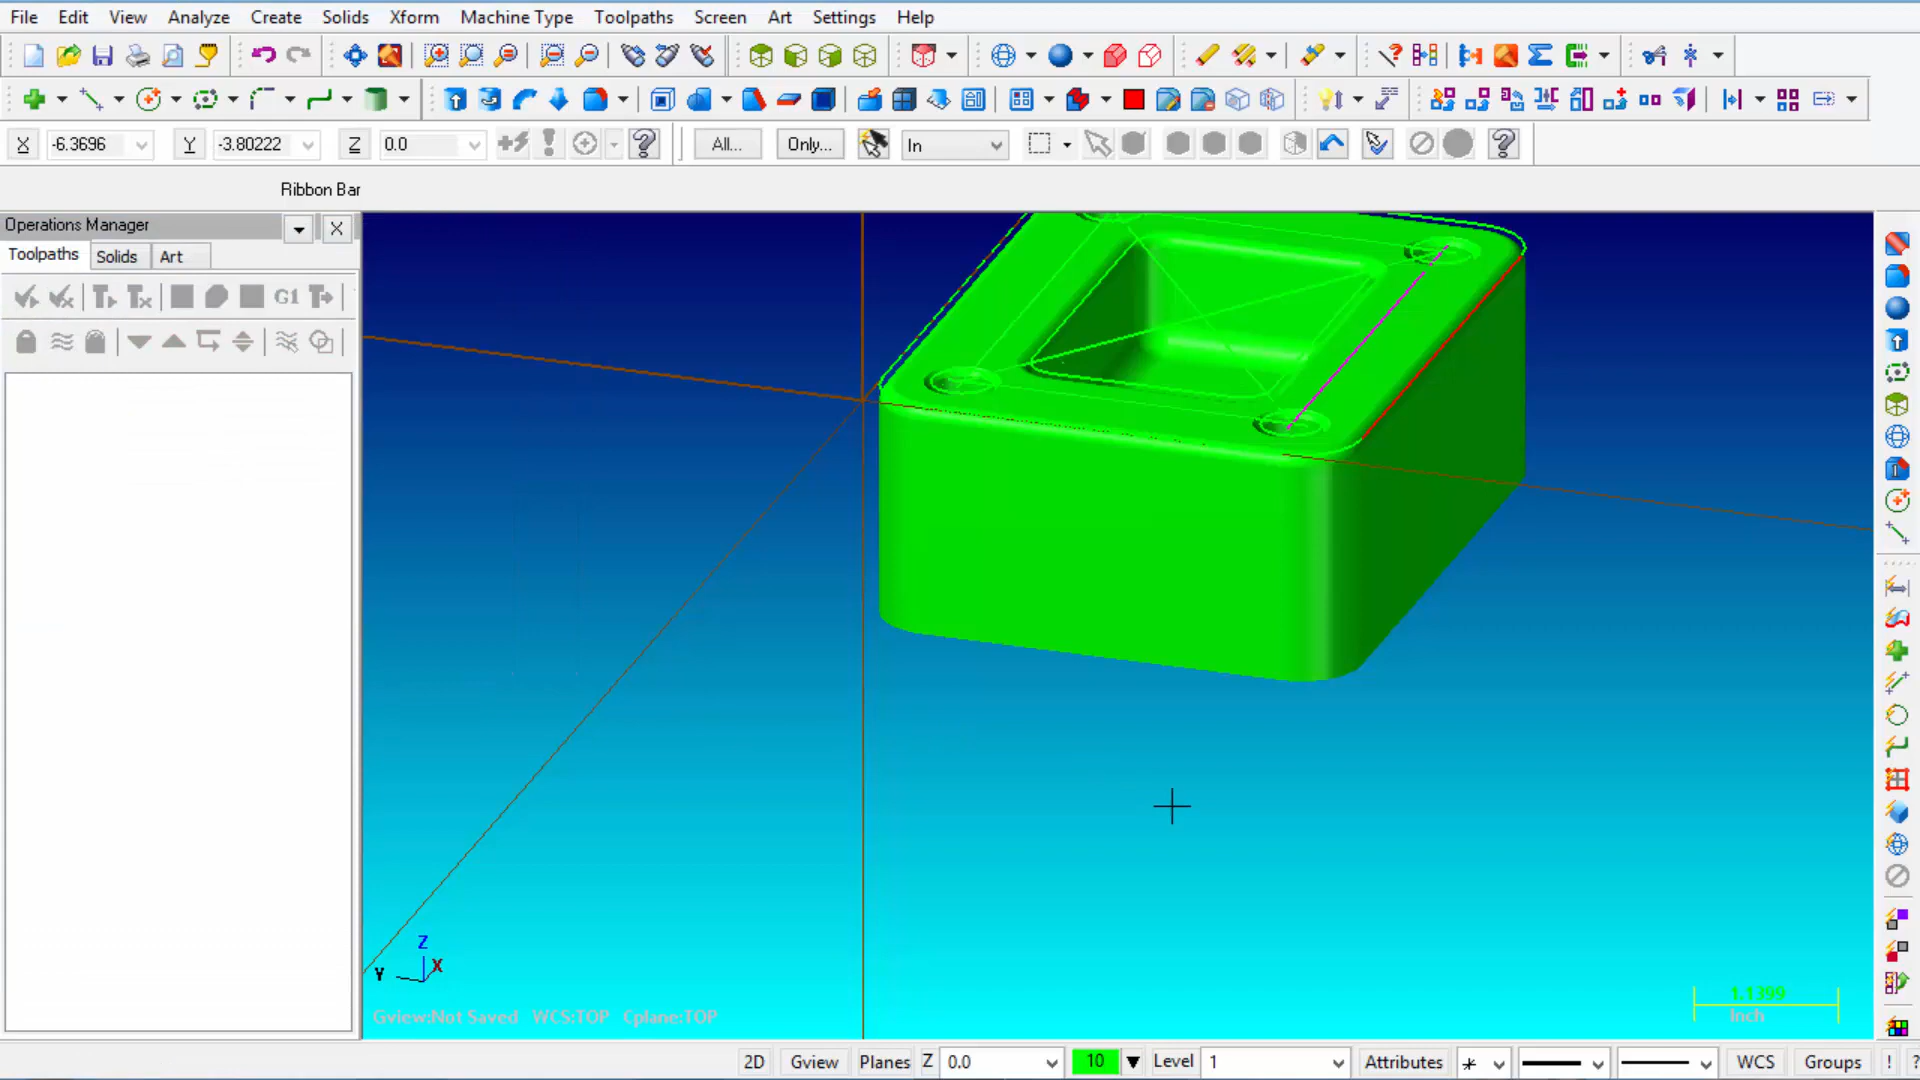 File Edit View Analyze Create Solids Xform Machine Type Toolpaths Screen Art Settings Help
X -6.3696 Y -3.80222 Z 0.0 All... Only... In
Ribbon Bar
Operations Manager X
Toolpaths Solids Art
G1
Z
X
Y
1.1399
Inch
Gview:Not Saved WCS:TOP Cplane:TOP
2D Gview Planes Z 0.0 10 Level 1 Attributes WCS Groups ! ?